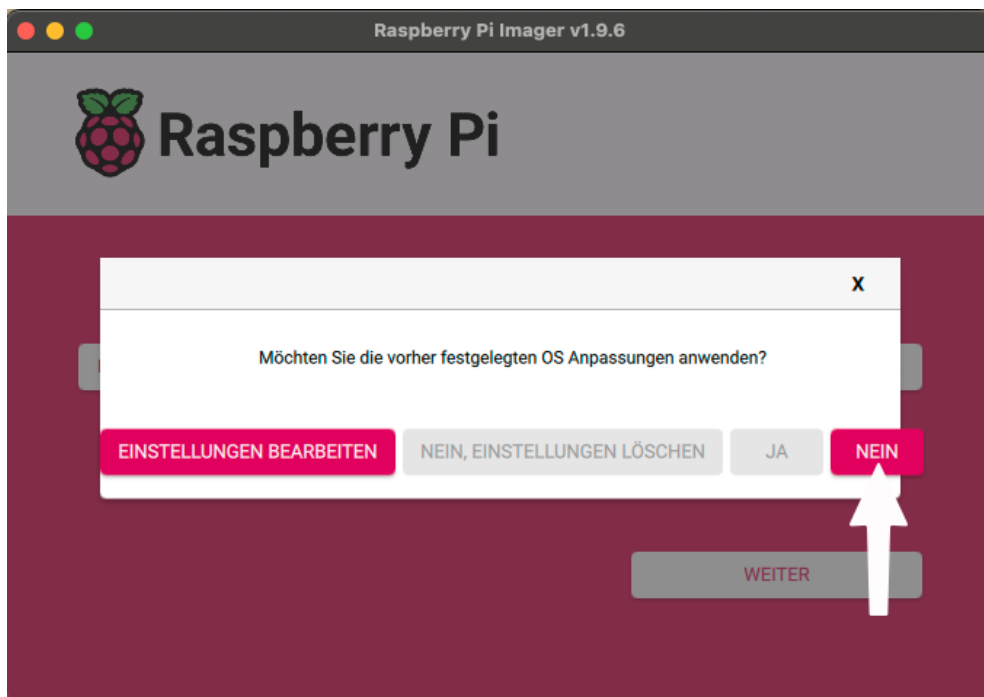 Raspberry Pi Imager v1.9.6
Raspberry Pi
X
Möchten Sie die vorher festgelegten OS Anpassungen anwenden?
EINSTELLUNGEN BEARBEITEN NEIN, EINSTELLUNGEN LÖSCHEN JA NEIN
WEITER